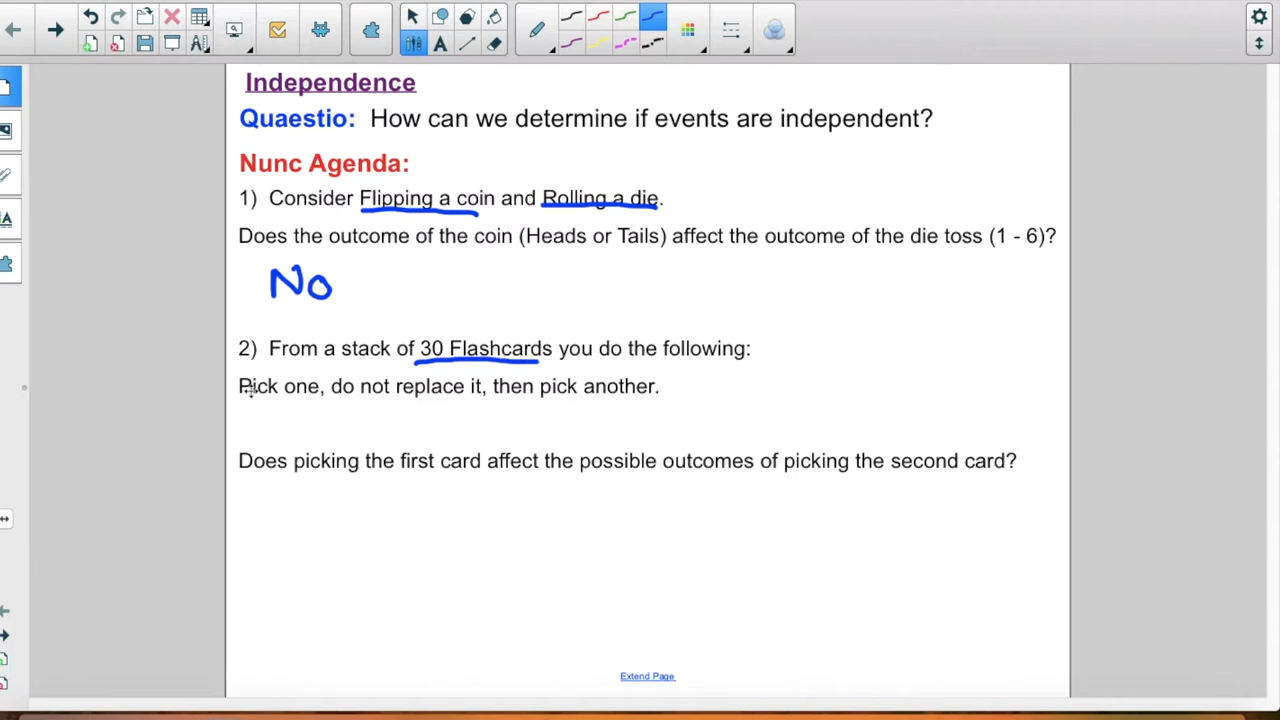 Independence
Quaestio: How can we determine if events are independent?
Nunc Agenda:
1) Consider Flipping a coin and Rolling a die.
Does the outcome of the coin (Heads or Tails) affect the outcome of the die toss (1 - 6)?
No
2) From a stack of 30 Flashcards you do the following:
Pick one, do not replace it, then pick another.
Does picking the first card affect the possible outcomes of picking the second card?
Extend Page